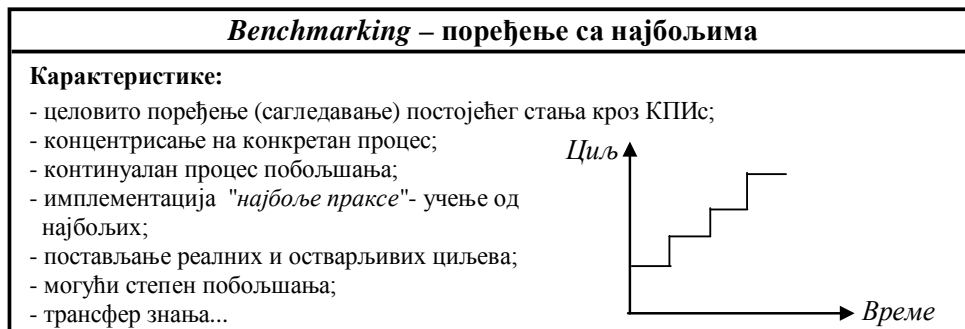 Benchmarking – поређење са најбољима
Карактеристике:
- целовито поређење (сагледавање) постојећег стања кроз КПИс;
- концентрисање на конкретан процес;
- континуалан процес побољшања;
- имплементација "најбоље праксе"- учење од
најбољих;
- постављање реалних и остварљивих циљева;
- могући степен побољшања;
- трансфер знања...
Циљ
Време